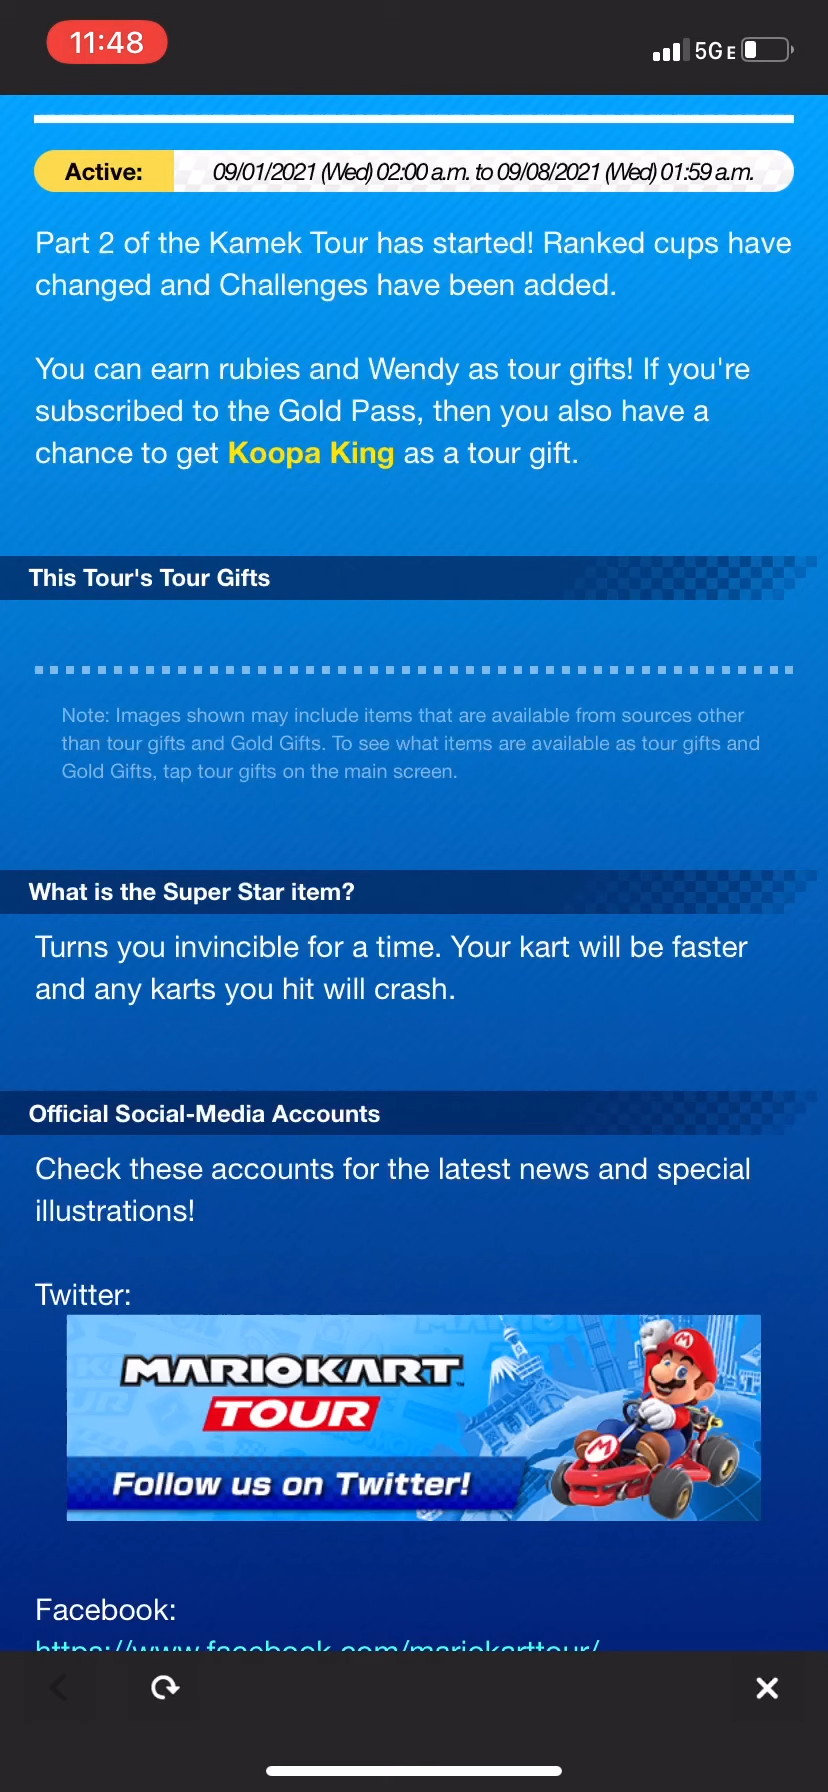 11:48
5GE
Active: 09/01/2021 (Wed) 02:00 a.m. to 09/08/2021 (Wed) 01:59 a.m.
Part 2 of the Kamek Tour has started! Ranked cups have
changed and Challenges have been added.
You can earn rubies and Wendy as tour gifts! If you're
subscribed to the Gold Pass, then you also have a
chance to get Koopa King as a tour gift.
This Tour's Tour Gifts
Note: Images shown may include items that are available from sources other
than tour gifts and Gold Gifts. To see what items are available as tour gifts and
Gold Gifts, tap tour gifts on the main screen.
What is the Super Star item?
Turns you invincible for a time. Your kart will be faster
and any karts you hit will crash.
Official Social-Media Accounts
Check these accounts for the latest news and special
illustrations!
Twitter:
MARIOKART
TOUR
Follow us on Twitter!
Facebook:
https://www.facebook.com/mariokarttour/